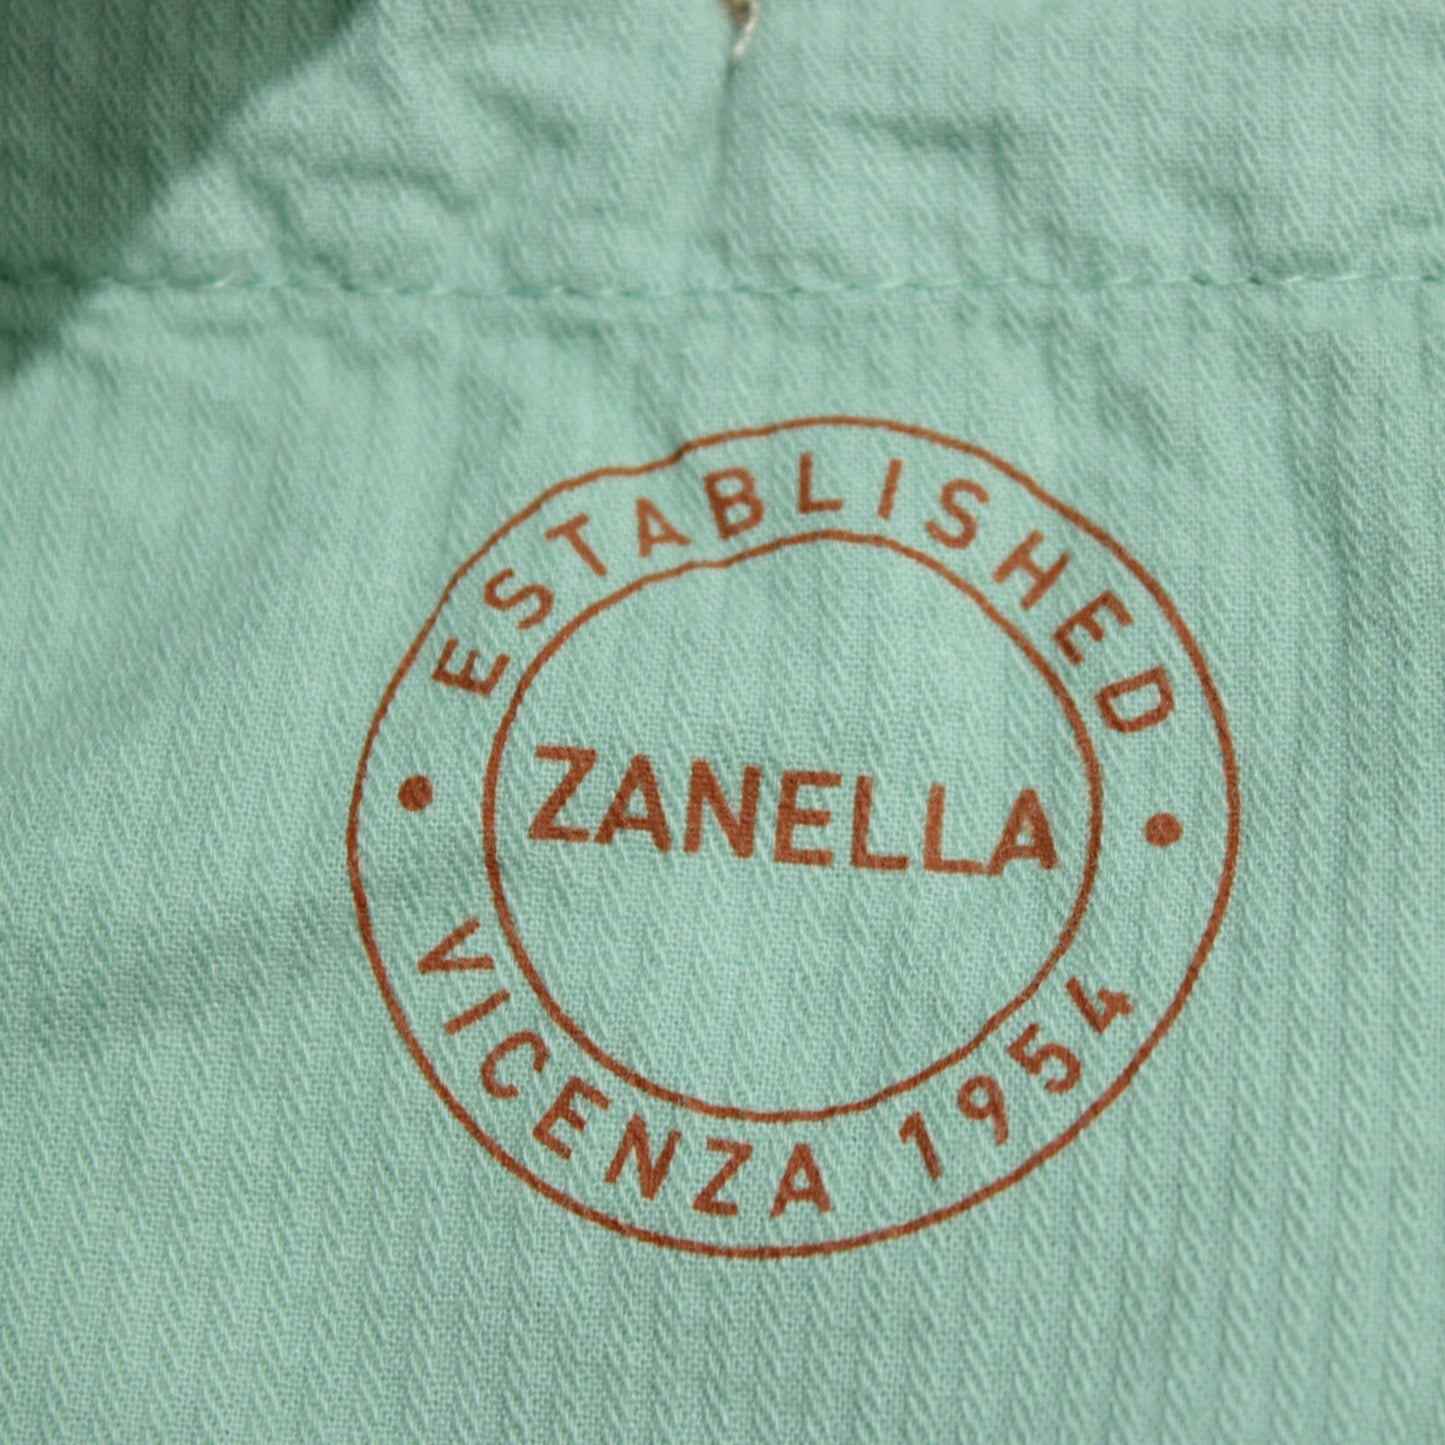 ESTABLISHED
ZANELLA
VICENZA 1954